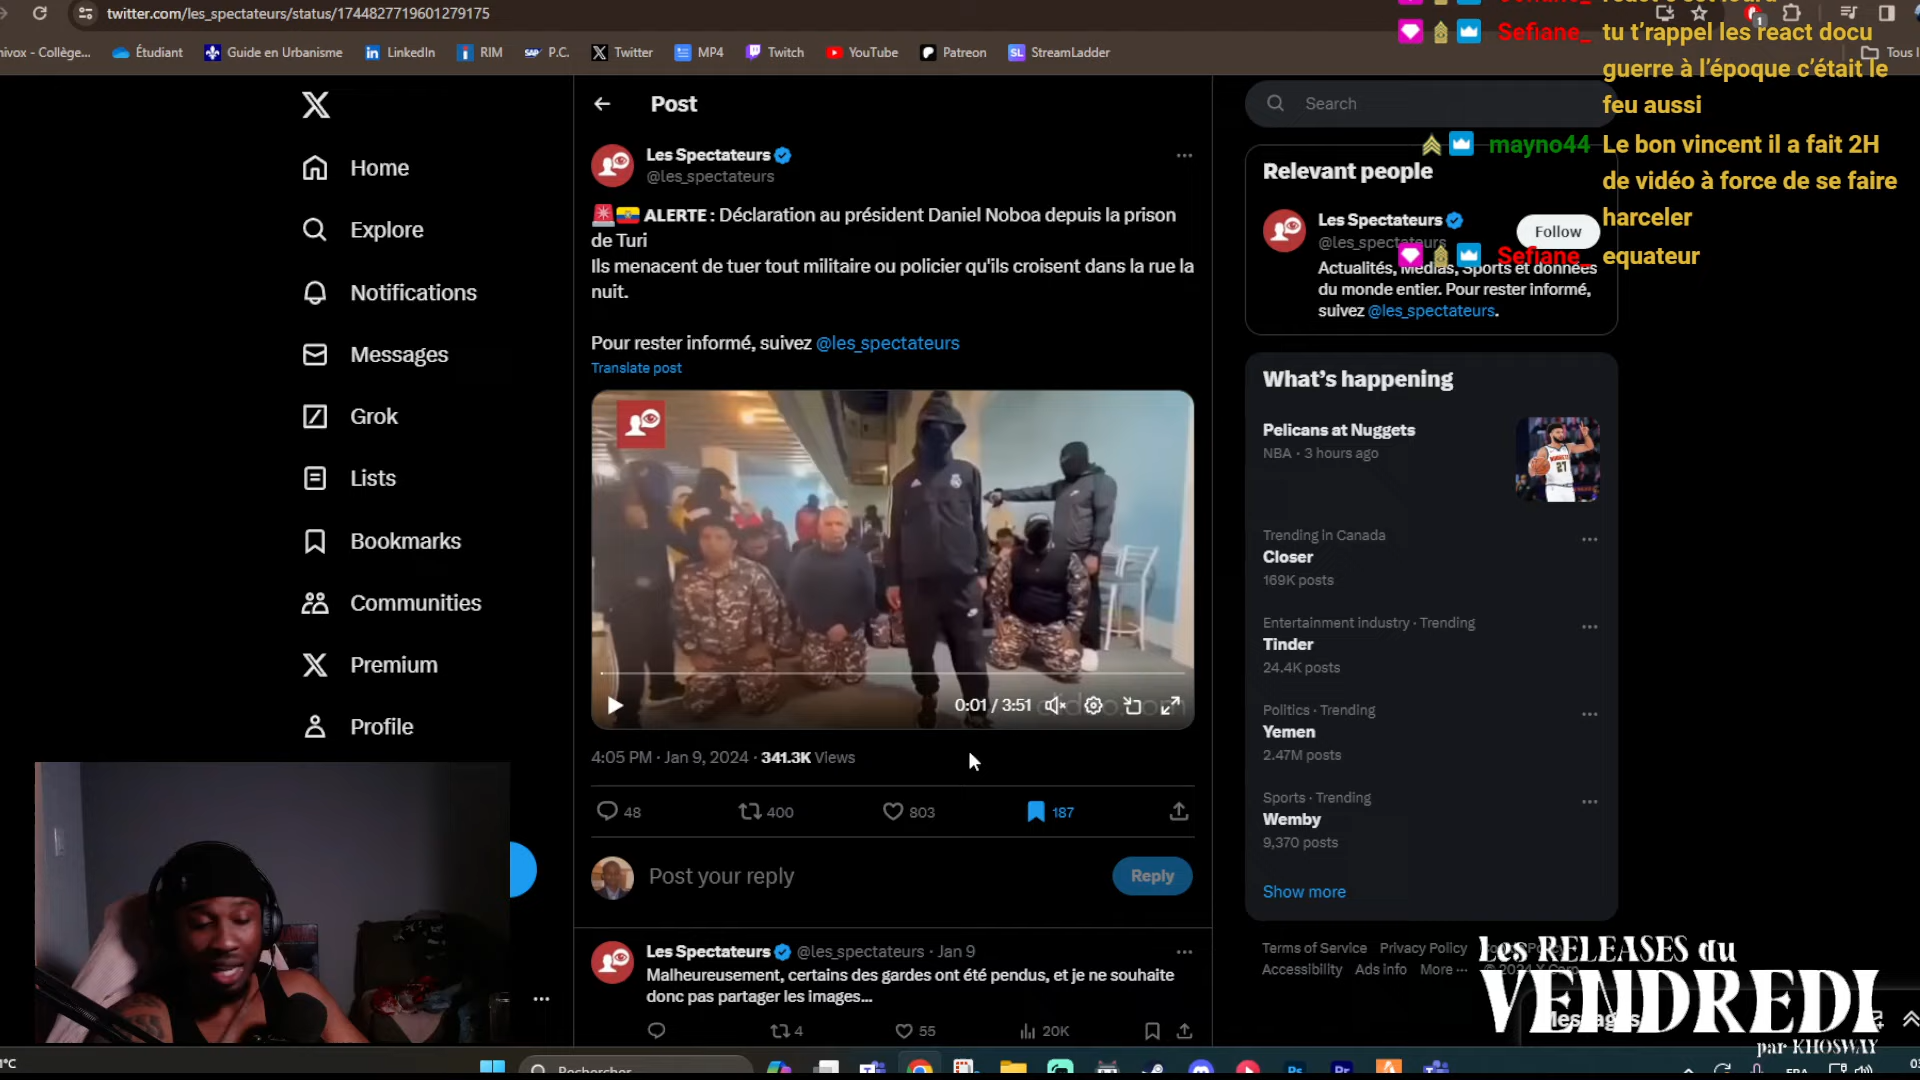 twitter.com/les_spectateurs/status/1744827719601279175
nivox - Collège...
Étudiant
Guide en Urbanisme
LinkedIn
RIM
P.C.
Twitter
MP4
Twitch
YouTube
Patreon
StreamLadder
Home
Explore
Notifications
Messages
Grok
Lists
Bookmarks
Communities
Premium
Profile
Post
Les Spectateurs
@les_spectateurs
ALERTE : Déclaration au président Daniel Noboa depuis la prison
de Turi
Ils menacent de tuer tout militaire ou policier qu'ils croisent dans la rue la
nuit.
Pour rester informé, suivez @les_spectateurs
Translate post
0:01 / 3:51
4:05 PM · Jan 9, 2024 · 341.3K Views
48
400
803
187
Post your reply
Reply
Les Spectateurs @les_spectateurs · Jan 9
Malheureusement, certains des gardes ont été pendus, et je ne souhaite
donc pas partager les images...
4
55
20K
Search
Relevant people
Les Spectateurs
@les_spectateurs
Follow
Actualités, Médias, Sports et données
du monde entier. Pour rester informé,
suivez @les_spectateurs.
What's happening
Pelicans at Nuggets
NBA · 3 hours ago
Trending in Canada
Closer
169K posts
Entertainment industry · Trending
Tinder
24.4K posts
Politics · Trending
Yemen
2.47M posts
Sports · Trending
Wemby
9,370 posts
Show more
Terms of Service Privacy Policy
Accessibility Ads info More ... © 2024 X Corp.
Sefiane_ tu t'rappel les react docu
guerre à l'époque c'était le
feu aussi
mayno44 Le bon vincent il a fait 2H
de vidéo à force de se faire
harceler
Sefiane_ equateur
Les RELEASES du
VENDREDI
par KHOSWAY
Messages
Rechercher